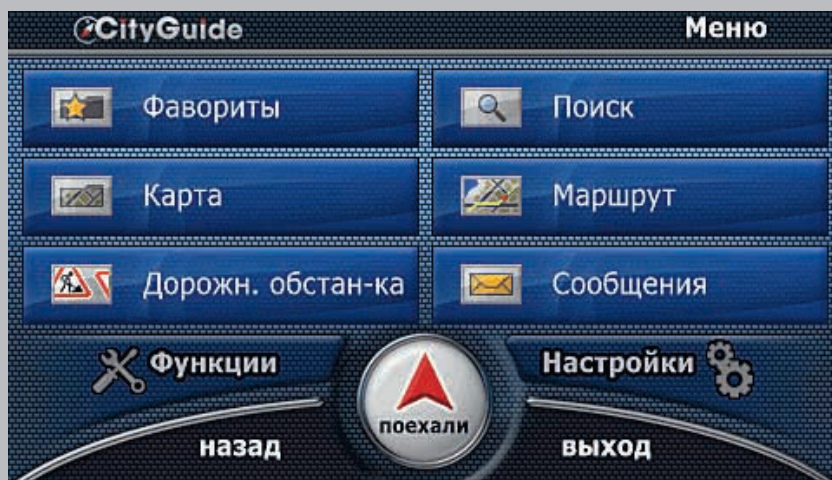 CityGuide Меню
Фавориты Поиск
Карта Маршрут
Дорожн. обстан-ка Сообщения
Функции Настройки
поехали
назад выход